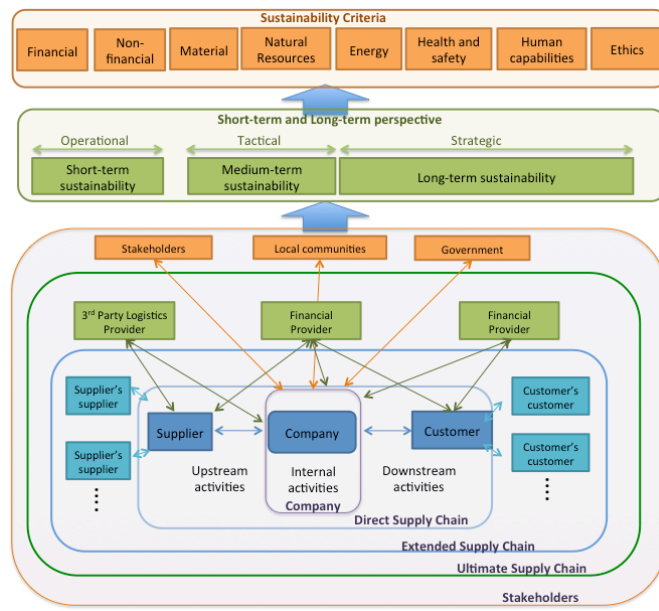 Sustainability Criteria
Financial
Non-
financial
Material
Natural
Resources
Energy
Health and
safety
Human
capabilities
Ethics
Short-term and Long-term perspective
Operational
Tactical
Strategic
Short-term
sustainability
Medium-term
sustainability
Long-term sustainability
Stakeholders
Local communities
Government
3rd Party Logistics
Provider
Financial
Provider
Financial
Provider
Supplier's
supplier
Supplier's
supplier
Supplier
Company
Customer
Customer's
customer
Customer's
customer
Upstream
activities
Internal
activities
Downstream
activities
Company
Direct Supply Chain
Extended Supply Chain
Ultimate Supply Chain
Stakeholders